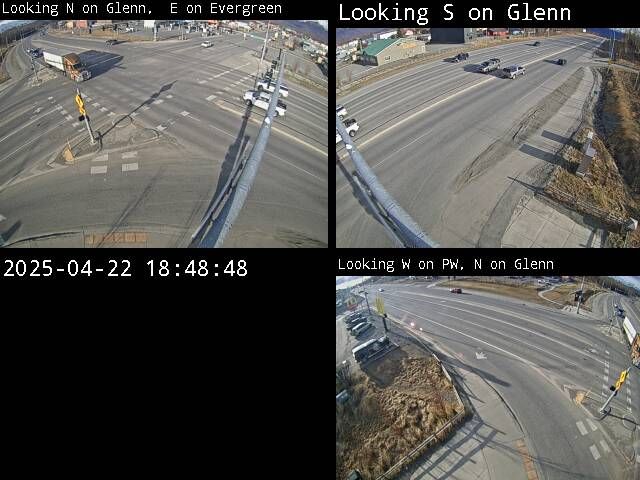 Looking N on Glenn,  E on Evergreen
Looking S on Glenn
2025-04-22 18:48:48
Looking W on PW, N on Glenn